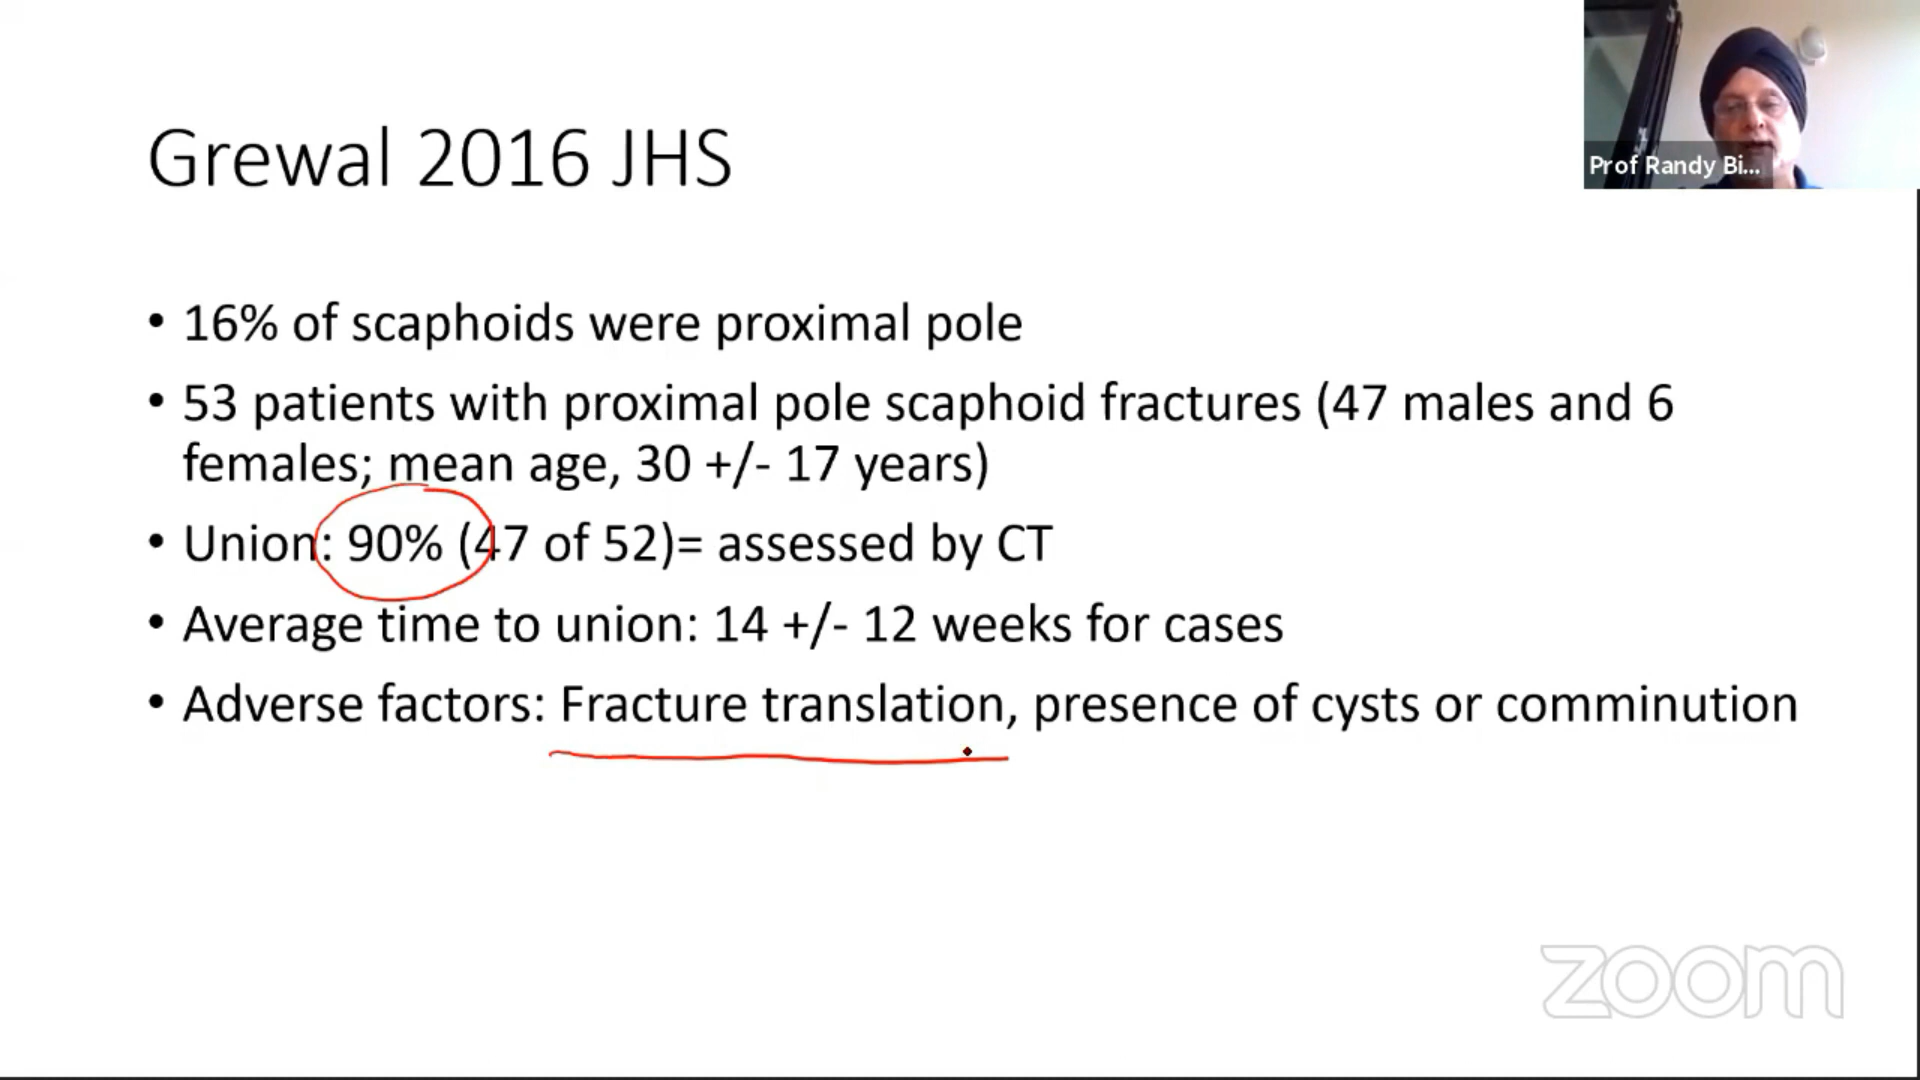 Grewal 2016 JHS
Prof Randy Bi...
• 16% of scaphoids were proximal pole
• 53 patients with proximal pole scaphoid fractures (47 males and 6
females; mean age, 30 +/- 17 years)
• Union: 90% (47 of 52)= assessed by CT
• Average time to union: 14 +/- 12 weeks for cases
• Adverse factors: Fracture translation, presence of cysts or comminution
zoom